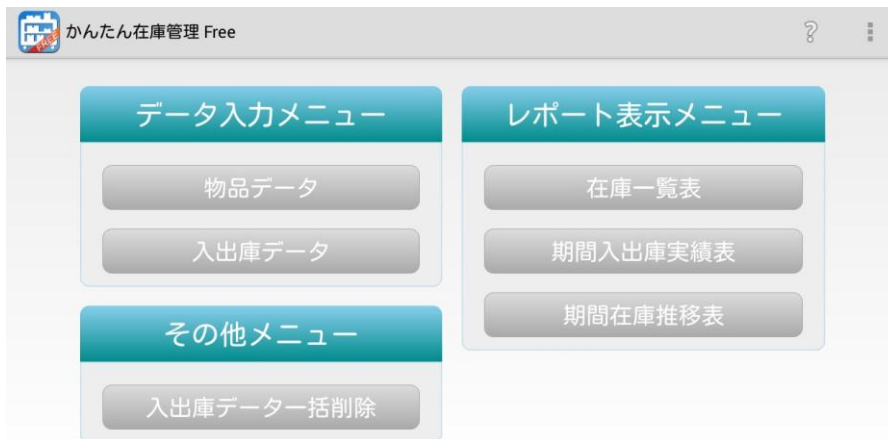 かんたん在庫管理 Free
?
データ入力メニュー
物品データ
入出庫データ
その他メニュー
入出庫データ一括削除
レポート表示メニュー
在庫一覧表
期間入出庫実績表
期間在庫推移表